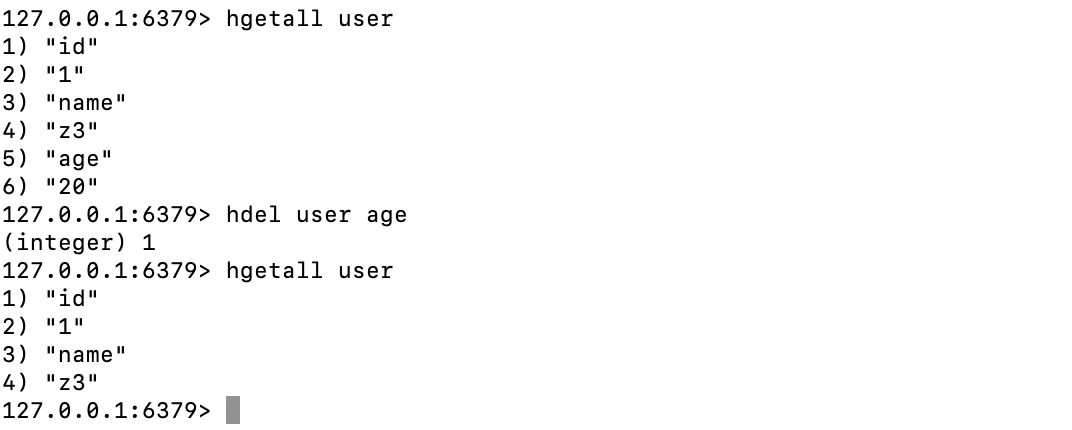 127.0.0.1:6379> hgetall user
1) "id"
2) "1"
3) "name"
4) "z3"
5) "age"
6) "20"
127.0.0.1:6379> hdel user age
(integer) 1
127.0.0.1:6379> hgetall user
1) "id"
2) "1"
3) "name"
4) "z3"
127.0.0.1:6379>